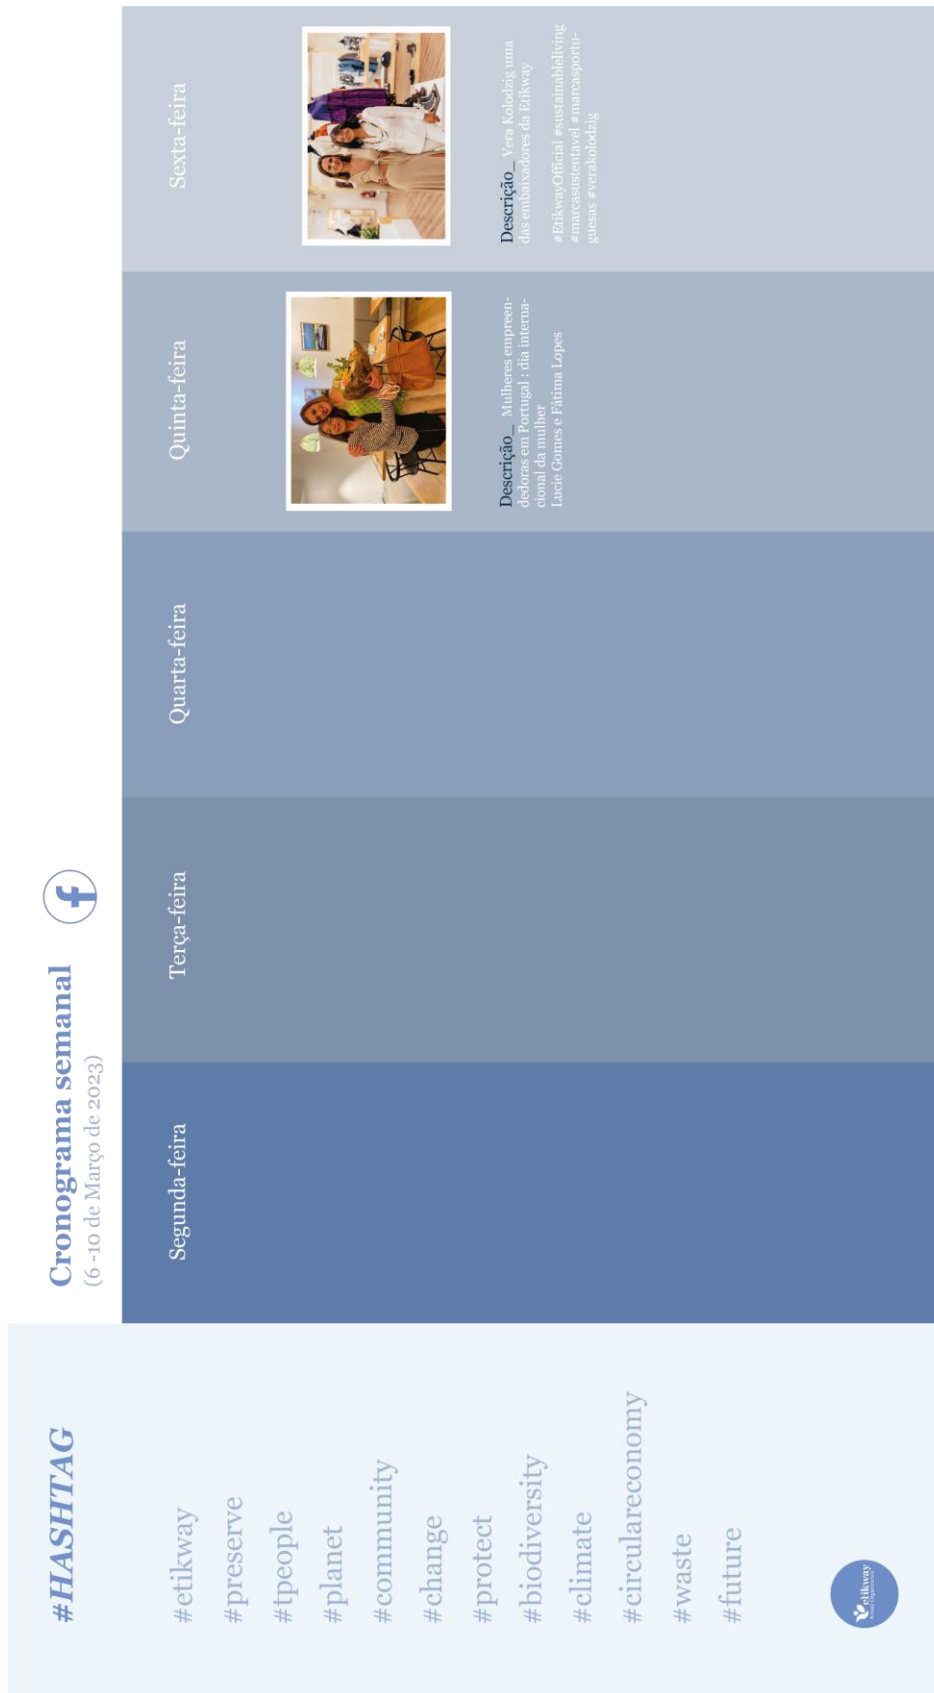 #HASHTAG
#etikway
#preserve
#tpeople
#planet
#community
#change
#protect
#biodiversity
#climate
#circulareconomy
#waste
#future
etikway
Cronograma semanal
(6 -10 de Março de 2023)
f
Segunda-feira
Terça-feira
Quarta-feira
Quinta-feira
Descrição_ Mulheres empreen-
dedoras em Portugal : dia interna-
cional da mulher
Lucie Gomes e Fátima Lopes
Sexta-feira
Descrição_ Vera Kolodzig uma
das embaixadores da Etikway
#EtikwayOfficial #sustainableliving
#marcasustentavel #marcasportu-
guesas #verakolodzig